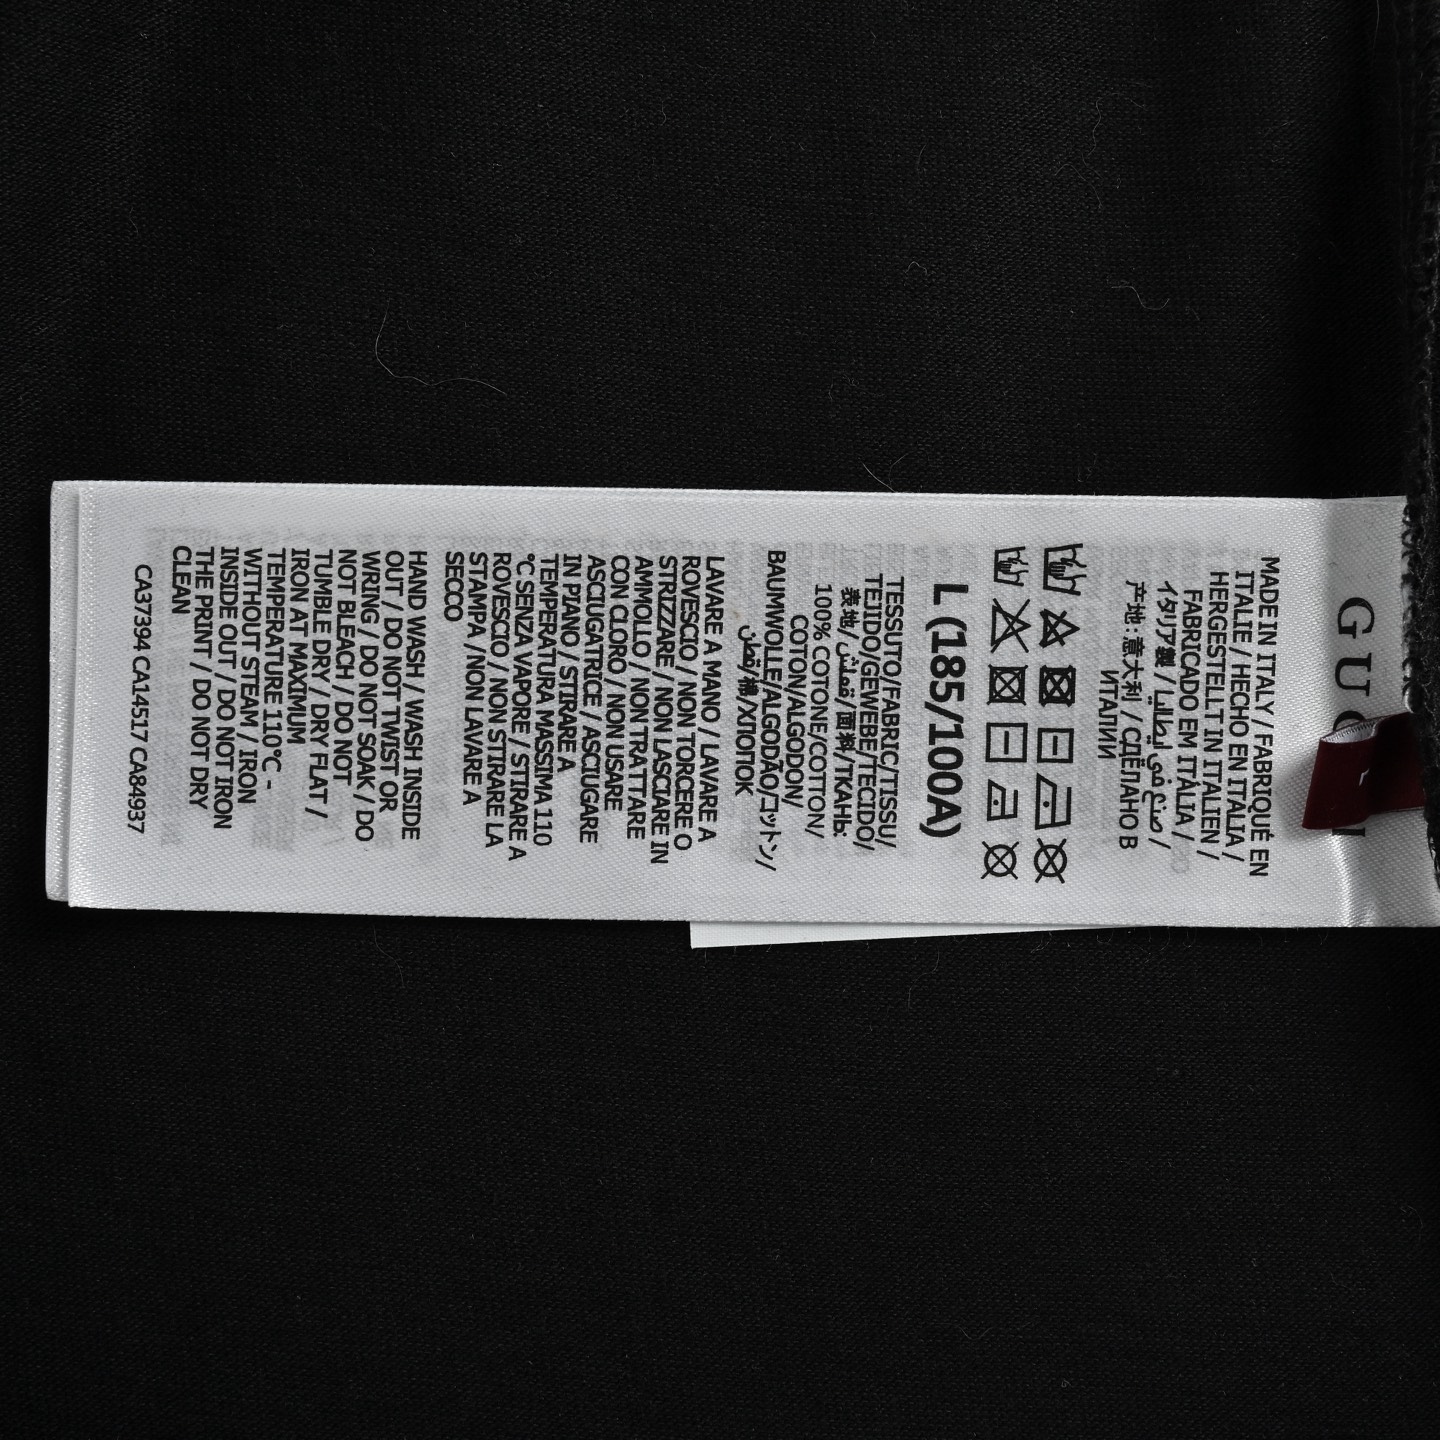 MADE IN ITALY / FABRIQUÉ EN
ITALIE / HECHO EN ITÀLIA /
HERGESTELLT IN ITALIEN /
FABRICADO EM ITÀLIA /
イタリア製 / صنع في إيطاليا /
产地: 意大利 / СДЕЛАНО В
ИТАЛИИ
L (185/100A)
TESSUTO/FABRIC/TISSU/
TEJIDO/GEWEBE/TECIDO/
表地/قماش/面料/ТКАНЬ:
100% COTONE/COTTON/
COTON/ALGODON/
BAUMWOLLE/ALGODÃO/コットン/
قطن/棉/ХЛОПОК
LAVARE A MANO / LAVARE A
ROVESCIO / NON TORCERE O
STRIZZARE / NON LASCIARE IN
AMMOLLO / NON TRATTARE
CON CLORO / NON USARE
ASCIUGATRICE / ASCIUGARE
IN PIANO / STIRARE A
TEMPERATURA MASSIMA 110
°C SENZA VAPORE / STIRARE A
ROVESCIO / NON STIRARE LA
STAMPA / NON LAVARE A
SECCO
HAND WASH / WASH INSIDE
OUT / DO NOT TWIST OR
WRING / DO NOT SOAK / DO
NOT BLEACH / DO NOT
TUMBLE DRY / DRY FLAT /
IRON AT MAXIMUM
TEMPERATURE 110°C -
WITHOUT STEAM / IRON
INSIDE OUT / DO NOT IRON
THE PRINT / DO NOT DRY
CLEAN
CA37394 CA14517 CA84937